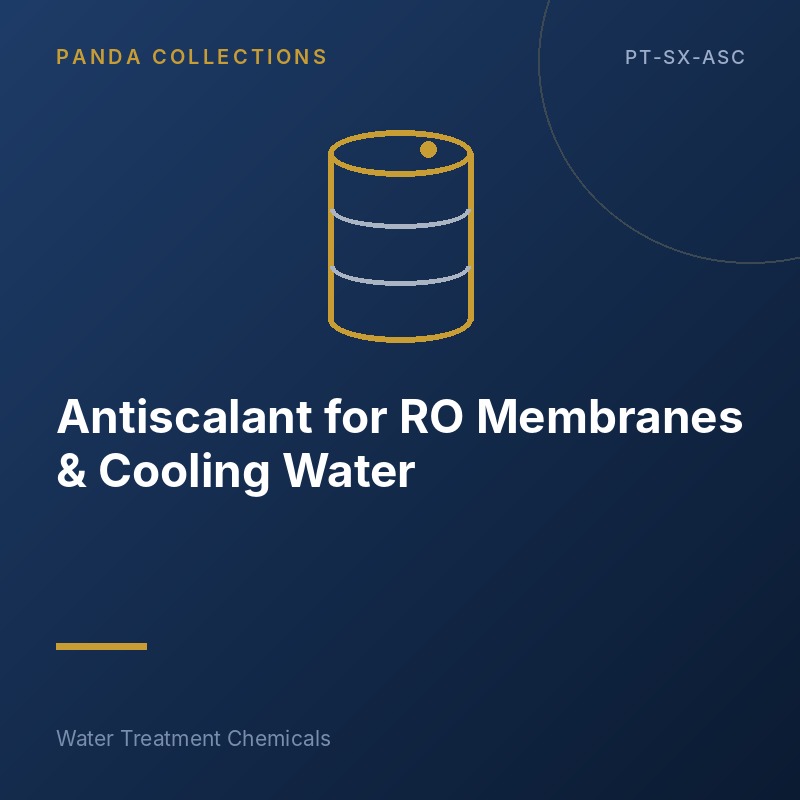 PANDA COLLECTIONS
PT-SX-ASC
Antiscalant for RO Membranes
& Cooling Water
Water Treatment Chemicals